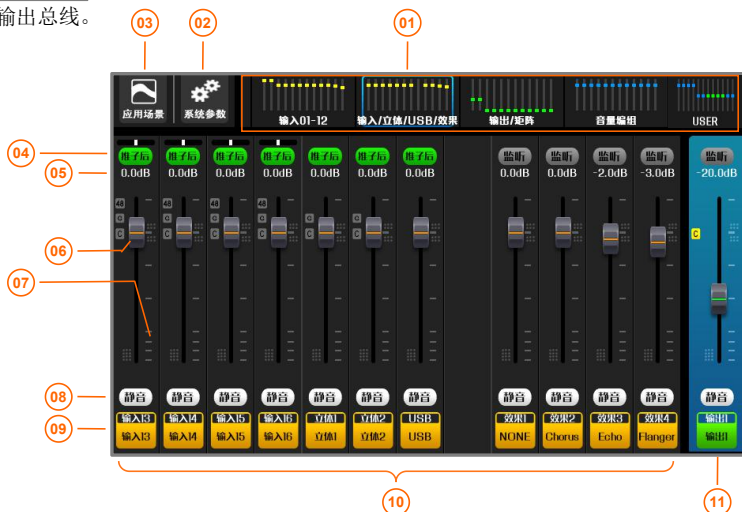 输出总线。
03 02 01
应用场景 系统参数 输入01-12 输入/立体/USB/效果 输出/矩阵 音量编组 USER
04 推子后 推子后 推子后 推子后 推子后 推子后 推子后 监听 监听 监听 监听 监听
05 0.0dB 0.0dB 0.0dB 0.0dB 0.0dB 0.0dB 0.0dB 0.0dB 0.0dB -2.0dB -3.0dB -20.0dB
48 48 48 48
G G G G G G
C C C C C C C
06
07
08 静音 静音 静音 静音 静音 静音 静音 静音 静音 静音 静音 静音
输入13 输入14 输入15 输入16 立体1 立体2 USB 效果1 效果2 效果3 效果4 输出1
09 输入13 输入14 输入15 输入16 立体1 立体2 USB NONE Chorus Echo Flanger 输出1
10 11